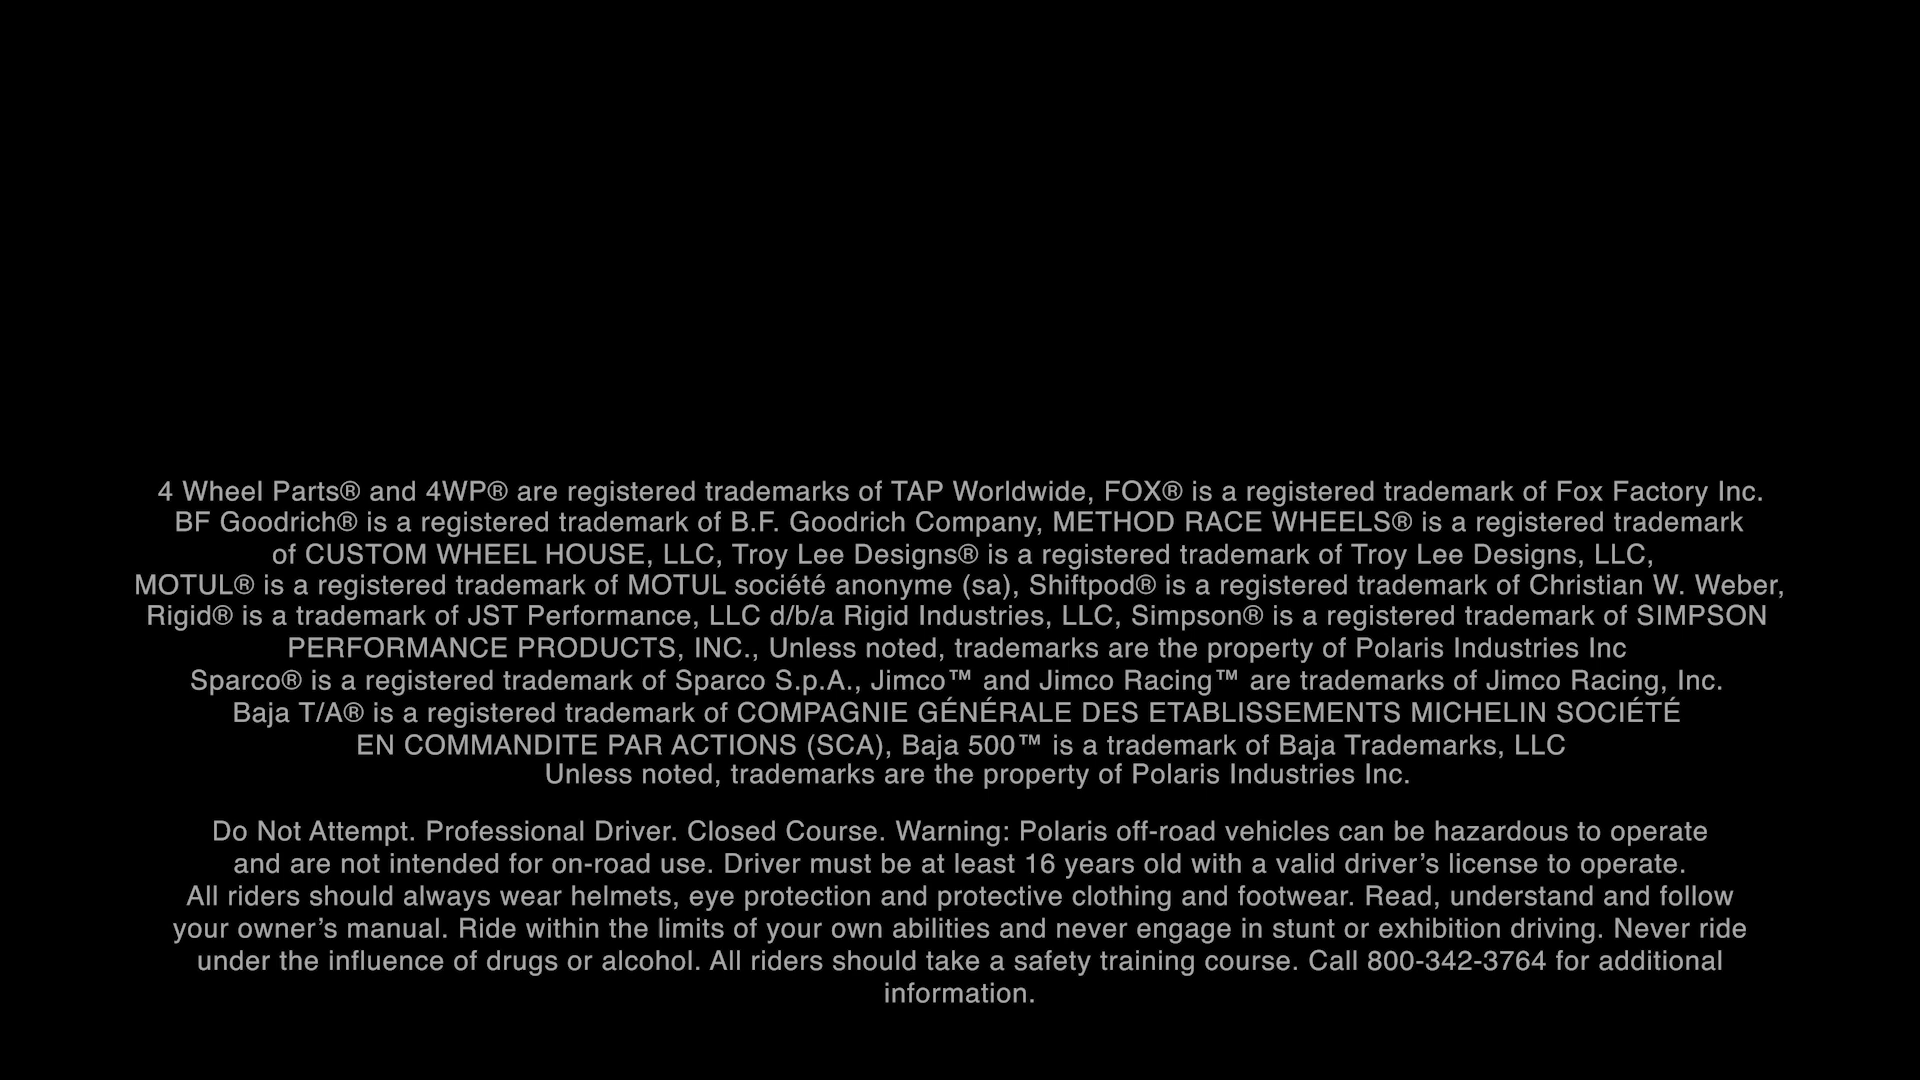 4 Wheel Parts® and 4WP® are registered trademarks of TAP Worldwide, FOX® is a registered trademark of Fox Factory Inc.
BF Goodrich® is a registered trademark of B.F. Goodrich Company, METHOD RACE WHEELS® is a registered trademark
of CUSTOM WHEEL HOUSE, LLC, Troy Lee Designs® is a registered trademark of Troy Lee Designs, LLC,
MOTUL® is a registered trademark of MOTUL société anonyme (sa), Shiftpod® is a registered trademark of Christian W. Weber,
Rigid® is a trademark of JST Performance, LLC d/b/a Rigid Industries, LLC, Simpson® is a registered trademark of SIMPSON
PERFORMANCE PRODUCTS, INC., Unless noted, trademarks are the property of Polaris Industries Inc
Sparco® is a registered trademark of Sparco S.p.A., Jimco™ and Jimco Racing™ are trademarks of Jimco Racing, Inc.
Baja T/A® is a registered trademark of COMPAGNIE GÉNÉRALE DES ETABLISSEMENTS MICHELIN SOCIÉTÉ
EN COMMANDITE PAR ACTIONS (SCA), Baja 500™ is a trademark of Baja Trademarks, LLC
Unless noted, trademarks are the property of Polaris Industries Inc.
Do Not Attempt. Professional Driver. Closed Course. Warning: Polaris off-road vehicles can be hazardous to operate
and are not intended for on-road use. Driver must be at least 16 years old with a valid driver’s license to operate.
All riders should always wear helmets, eye protection and protective clothing and footwear. Read, understand and follow
your owner’s manual. Ride within the limits of your own abilities and never engage in stunt or exhibition driving. Never ride
under the influence of drugs or alcohol. All riders should take a safety training course. Call 800-342-3764 for additional
information.